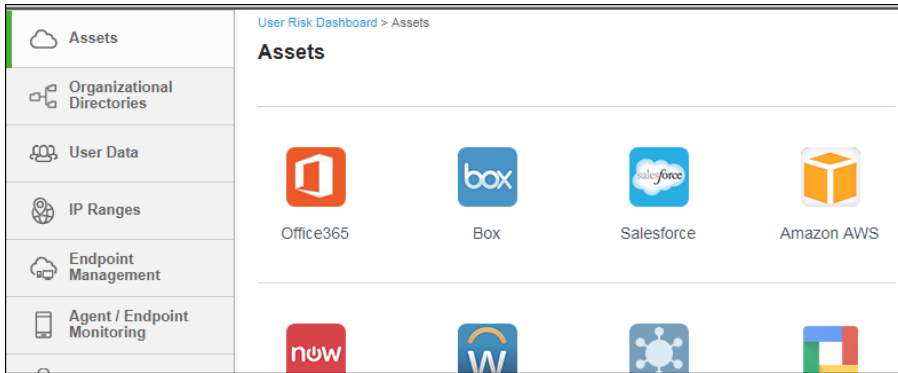 Assets
Organizational
Directories
User Data
IP Ranges
Endpoint
Management
Agent / Endpoint
Monitoring
User Risk Dashboard > Assets
Assets
box
salesforce
Office365
Box
Salesforce
Amazon AWS
now
W